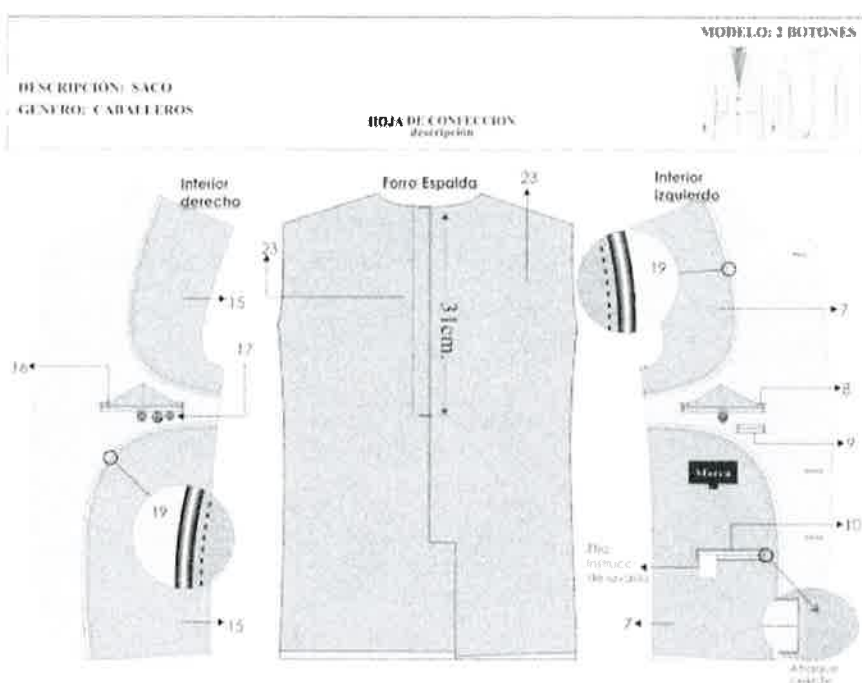 MODELO: 2 BOTONES
DESCRIPCIÓN: SACO
GENERO: CABALLEROS
HOJA DE CONFECCION
descripción
Interior
derecho
Forro Espalda
23
Interior
izquierdo
23
19
15
31cm.
7
17
16
8
9
19
Marca
10
15
7